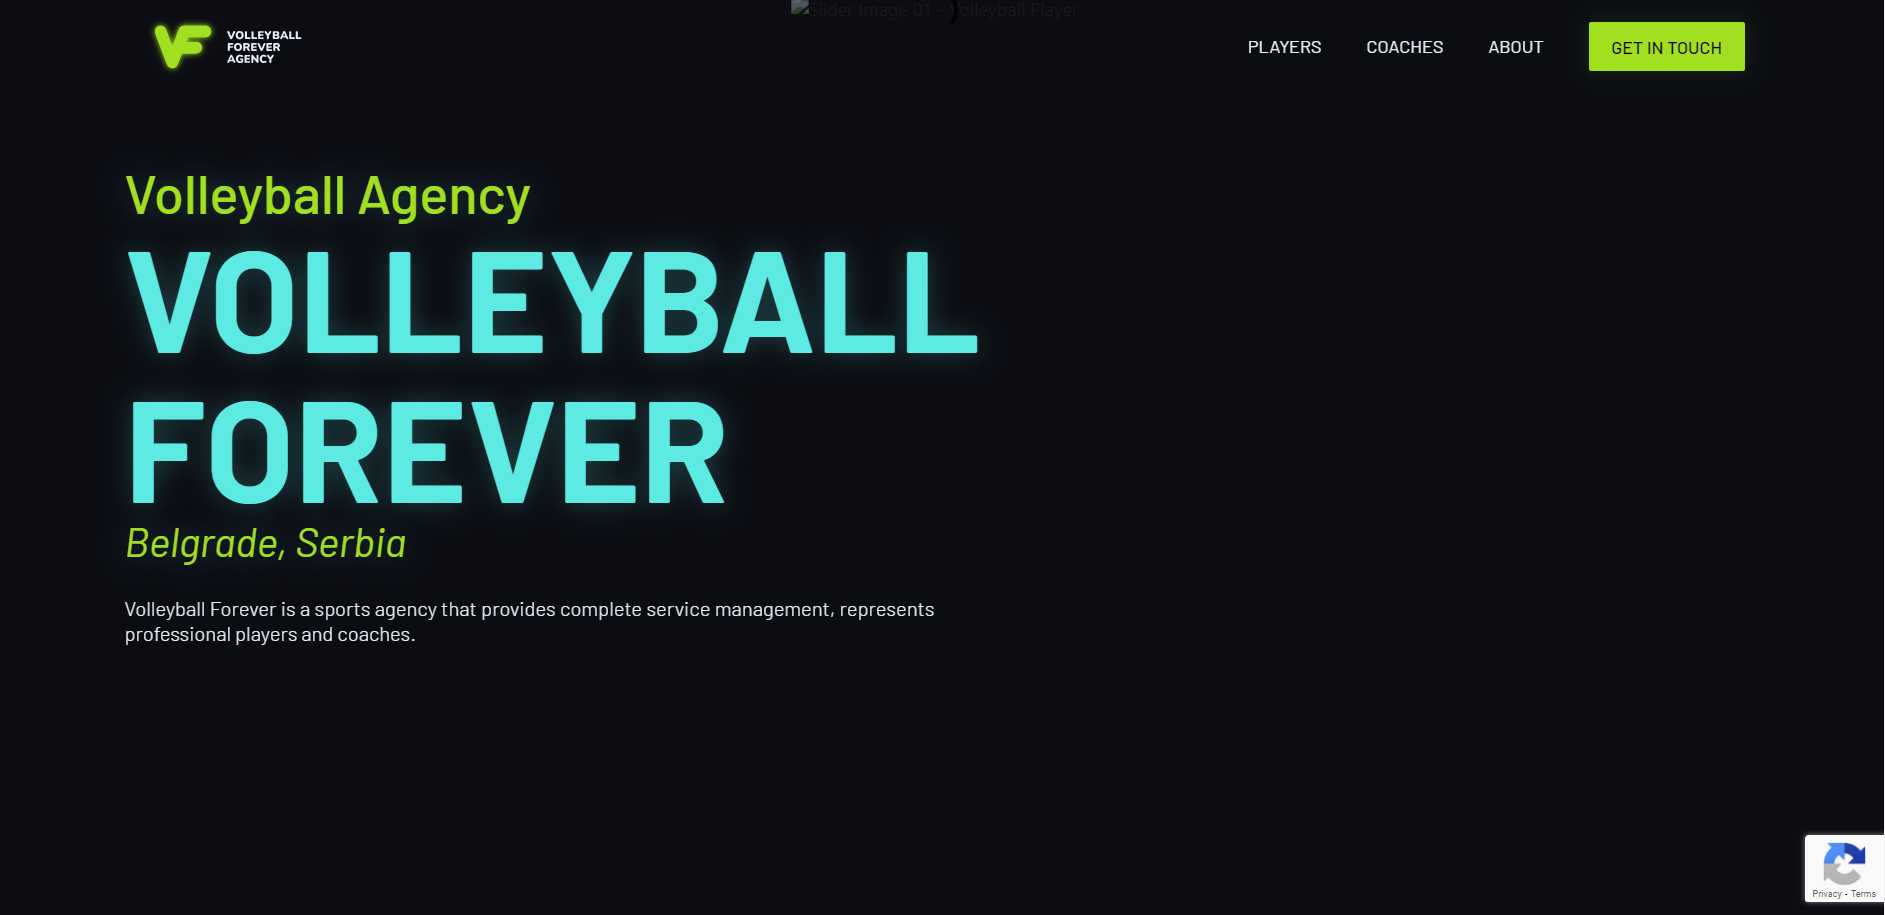 Slider Image 01 - Volleyball Player
VOLLEYBALL
FOREVER
AGENCY
PLAYERS
COACHES
ABOUT
GET IN TOUCH
Volleyball Agency
VOLLEYBALL
FOREVER
Belgrade, Serbia
Volleyball Forever is a sports agency that provides complete service management, represents
professional players and coaches.
Privacy - Terms